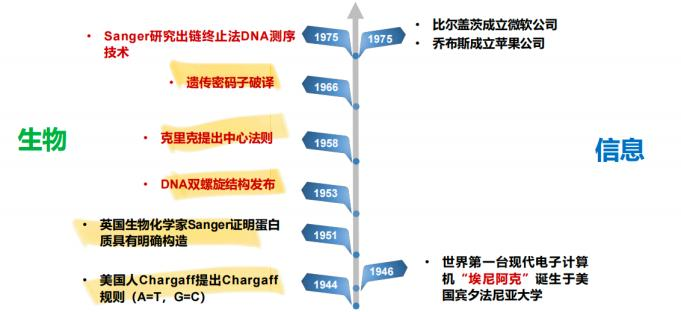 • Sanger研究出链终止法DNA测序
技术
1975
1975
• 比尔盖茨成立微软公司
• 乔布斯成立苹果公司
• 遗传密码子破译
1966
生物
• 克里克提出中心法则
1958
信息
• DNA双螺旋结构发布
1953
• 英国生物化学家Sanger证明蛋白
质具有明确构造
1951
• 美国人Chargaff提出Chargaff
规则（A=T，G=C）
1944
1946
• 世界第一台现代电子计算
机“埃尼阿克”诞生于美
国宾夕法尼亚大学